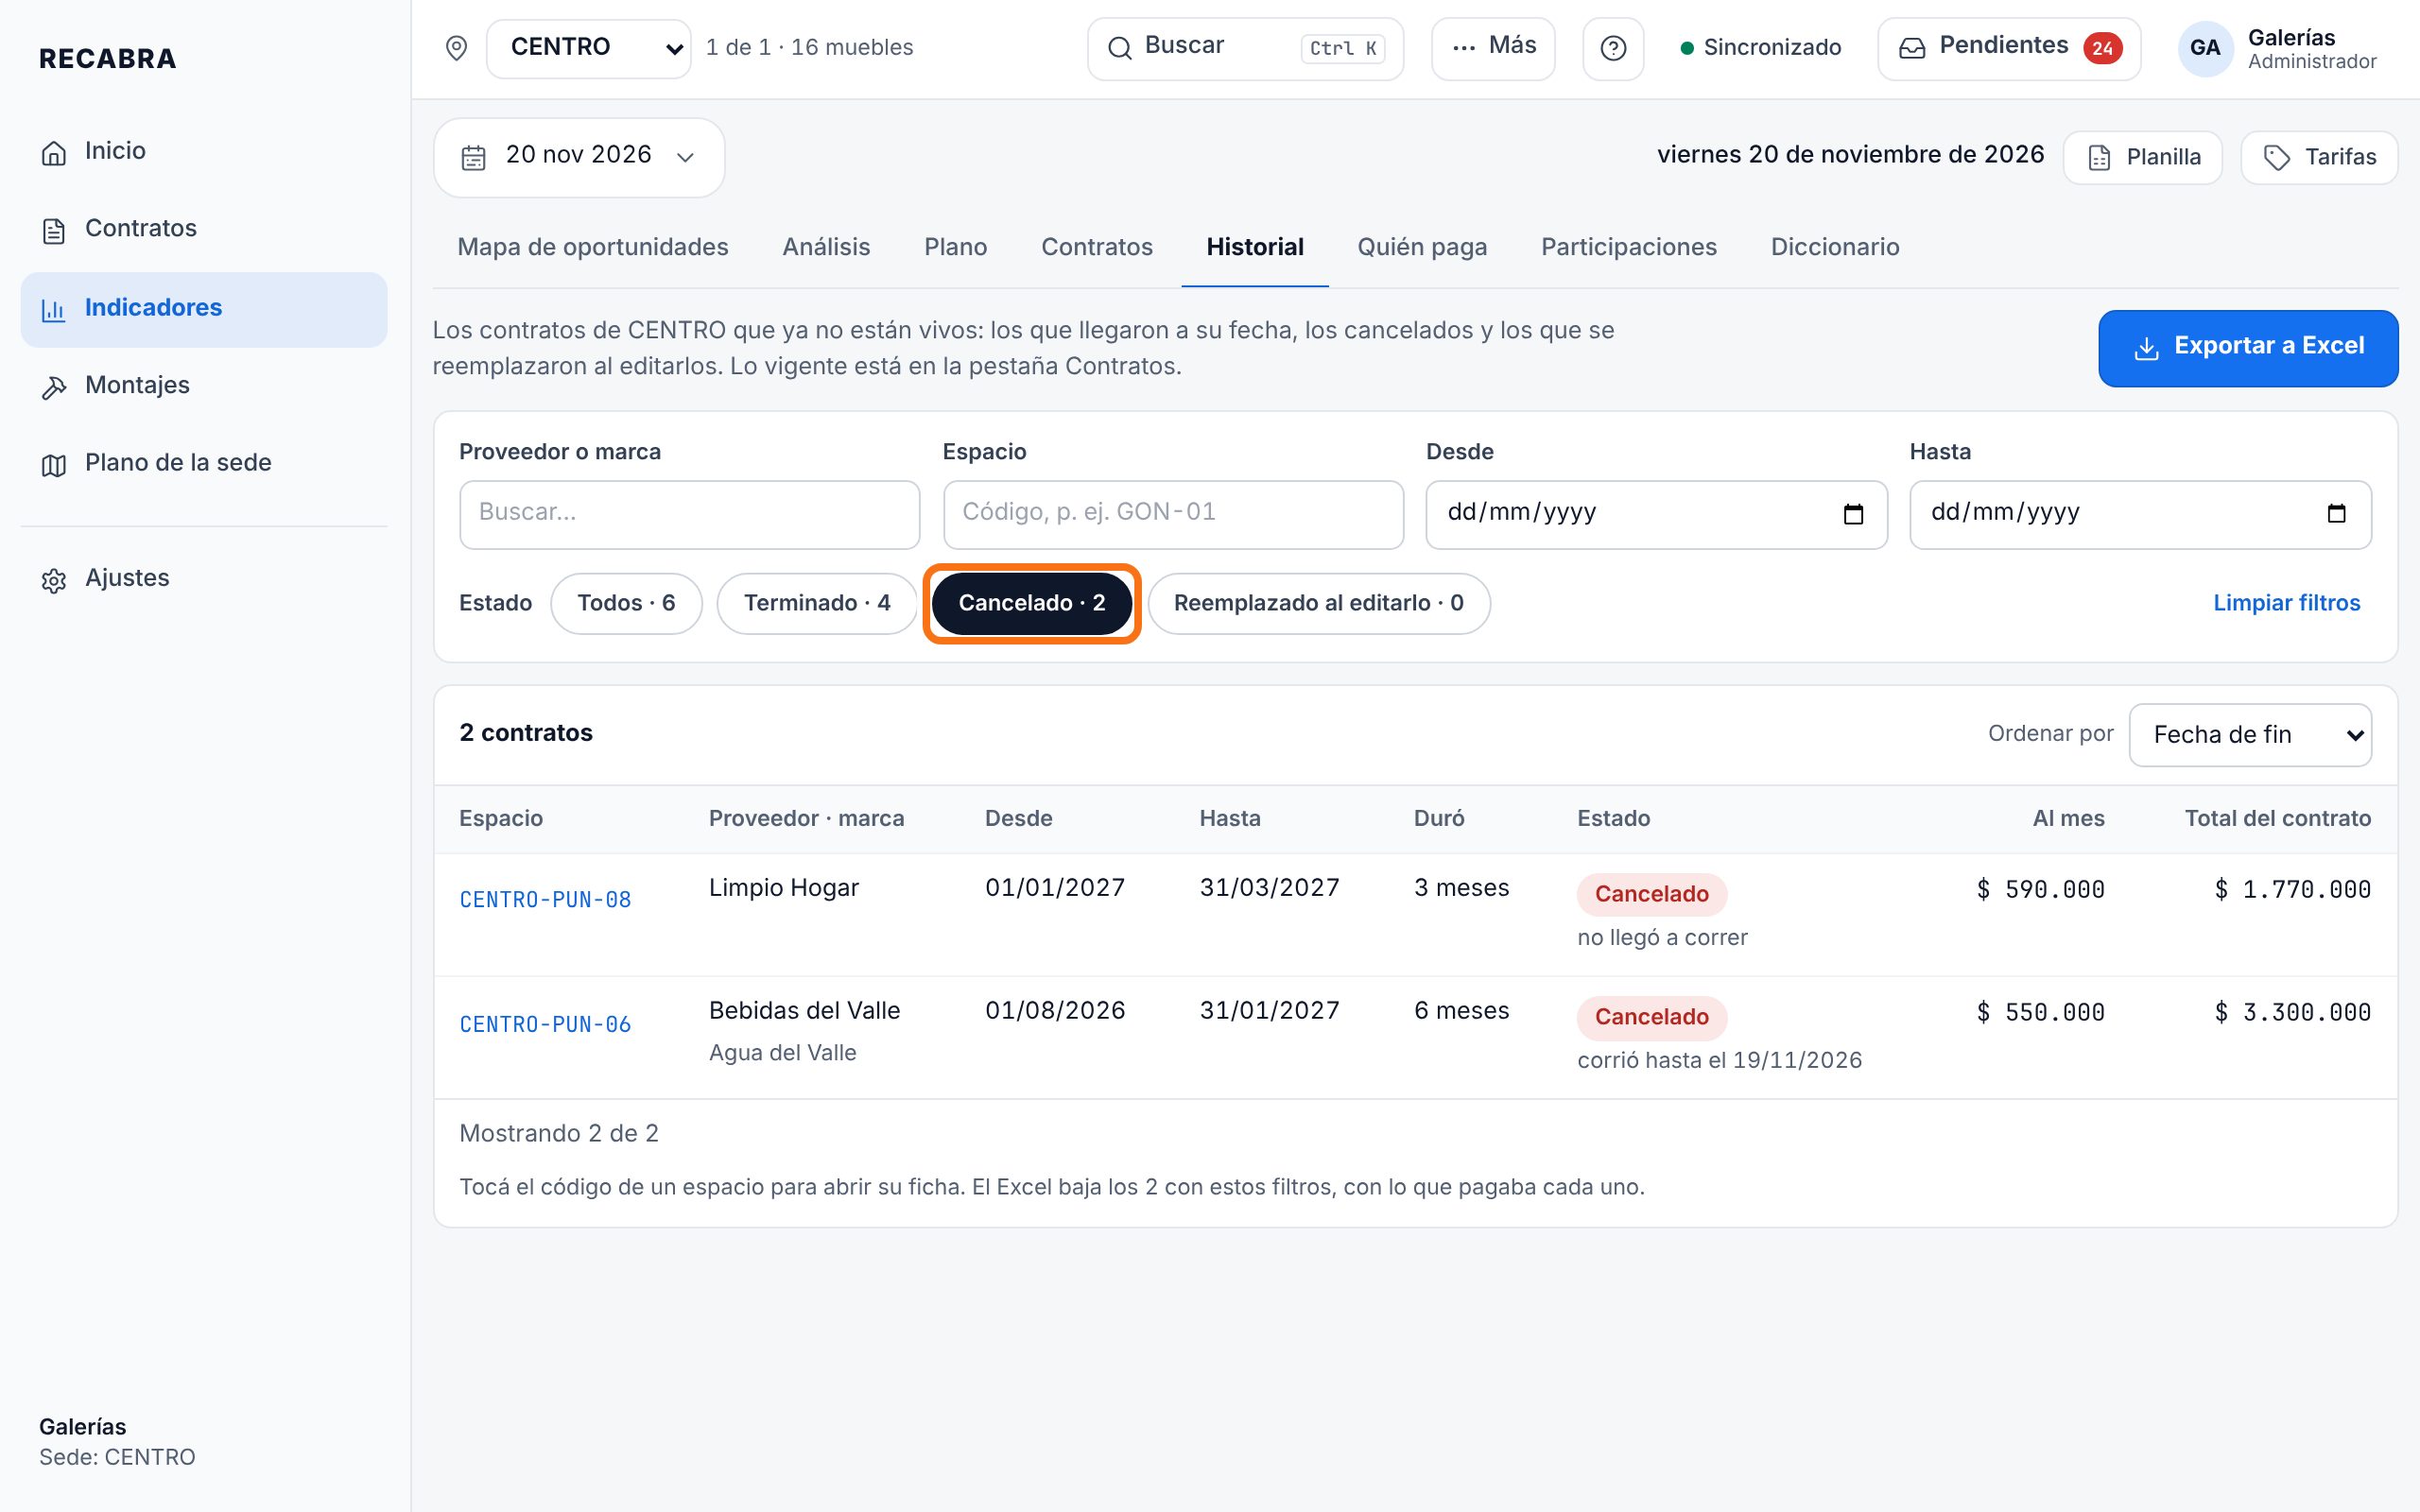 RECABRA
Inicio
Contratos
Indicadores
Montajes
Plano de la sede
Ajustes
Galerías
Sede: CENTRO
CENTRO
1 de 1 · 16 muebles
Buscar
Ctrl K
Más
Sincronizado
Pendientes 24
GA
Galerías
Administrador
20 nov 2026
viernes 20 de noviembre de 2026
Planilla
Tarifas
Mapa de oportunidades
Análisis
Plano
Contratos
Historial
Quién paga
Participaciones
Diccionario
Los contratos de CENTRO que ya no están vivos: los que llegaron a su fecha, los cancelados y los que se
reemplazaron al editarlos. Lo vigente está en la pestaña Contratos.
Exportar a Excel
Proveedor o marca
Espacio
Desde
Hasta
Buscar...
Código, p. ej. GON-01
dd/mm/yyyy
dd/mm/yyyy
Estado
Todos · 6
Terminado · 4
Cancelado · 2
Reemplazado al editarlo · 0
Limpiar filtros
2 contratos
Ordenar por
Fecha de fin
Espacio
Proveedor · marca
Desde
Hasta
Duró
Estado
Al mes
Total del contrato
CENTRO-PUN-08
Limpio Hogar
01/01/2027
31/03/2027
3 meses
Cancelado
no llegó a correr
$ 590.000
$ 1.770.000
CENTRO-PUN-06
Bebidas del Valle
Agua del Valle
01/08/2026
31/01/2027
6 meses
Cancelado
corrió hasta el 19/11/2026
$ 550.000
$ 3.300.000
Mostrando 2 de 2
Tocá el código de un espacio para abrir su ficha. El Excel baja los 2 con estos filtros, con lo que pagaba cada uno.